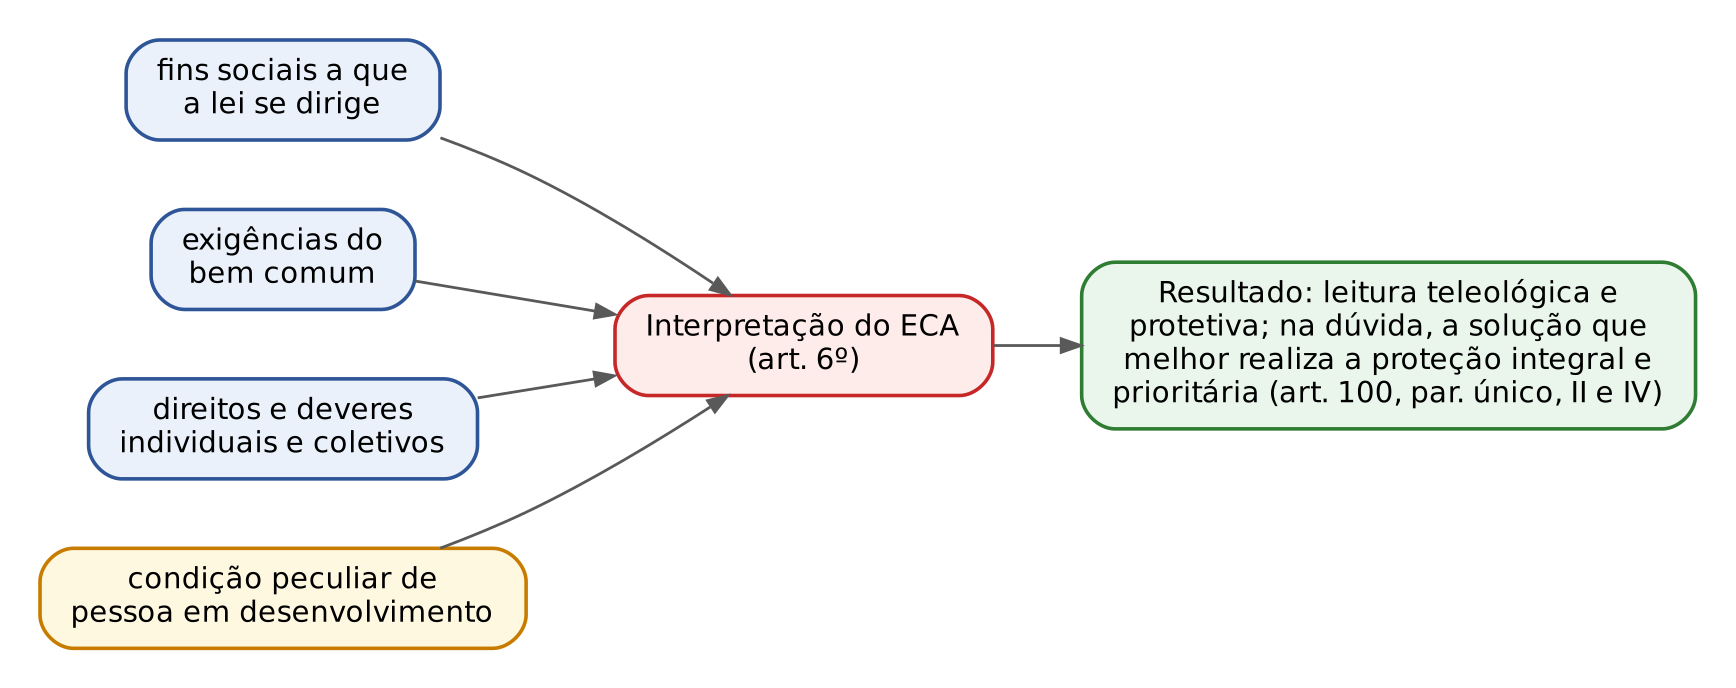 fins sociais a que
a lei se dirige
exigências do
bem comum
direitos e deveres
individuais e coletivos
condição peculiar de
pessoa em desenvolvimento
Interpretação do ECA
(art. 6º)
Resultado: leitura teleológica e
protetiva; na dúvida, a solução que
melhor realiza a proteção integral e
prioritária (art. 100, par. único, II e IV)